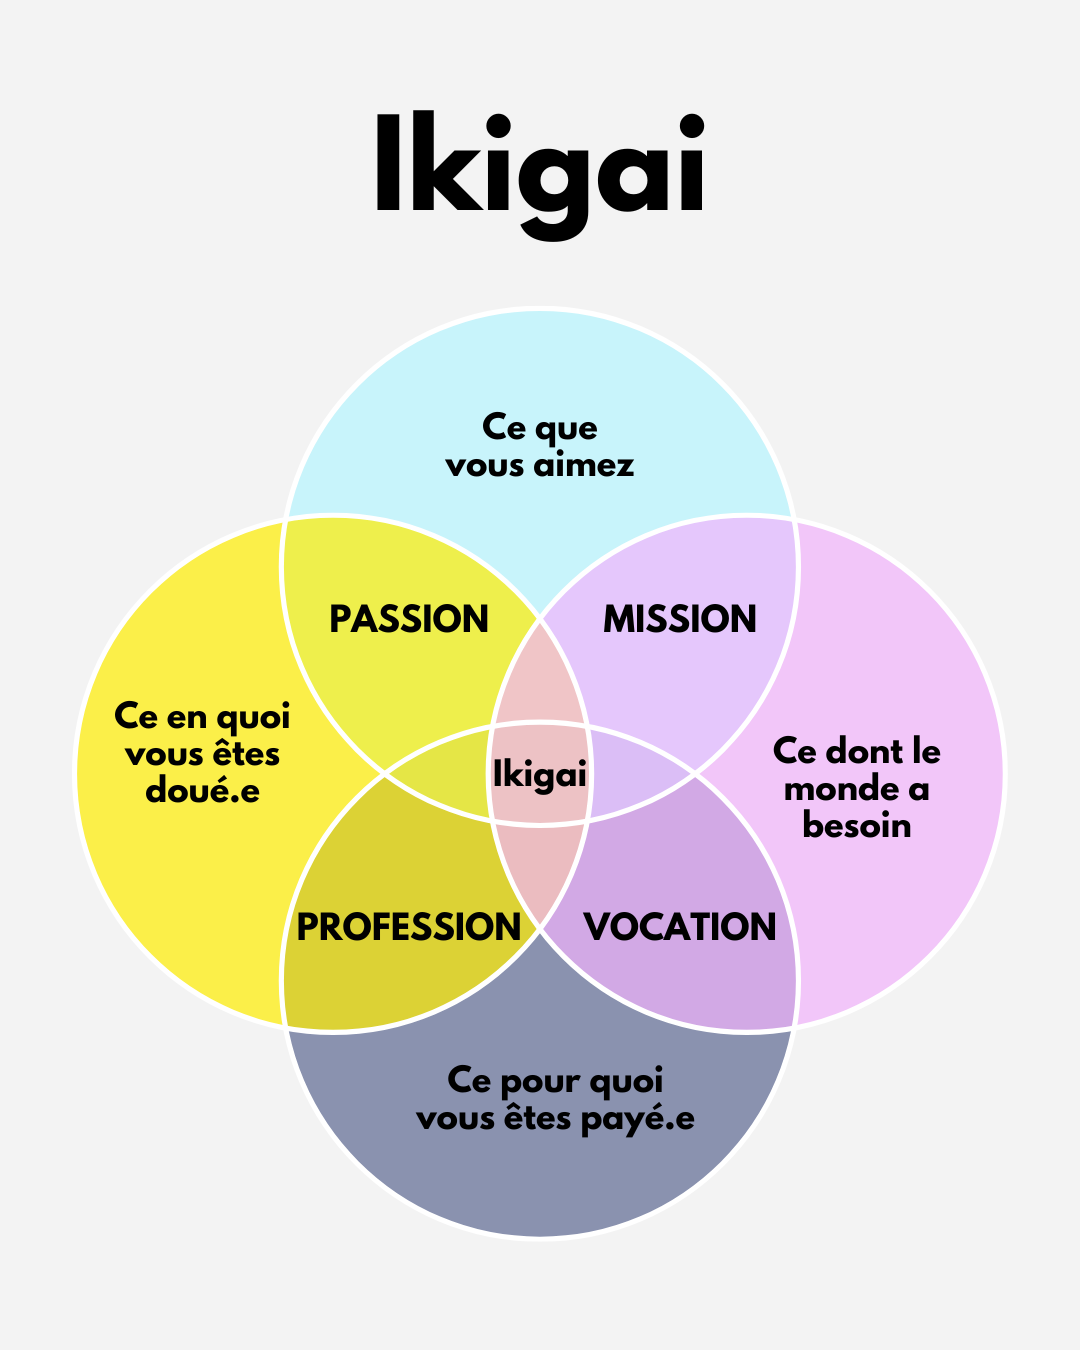 Ikigai
Ce que
vous aimez
PASSION
MISSION
Ce en quoi
vous êtes
doué.e
Ikigai
Ce dont le
monde a
besoin
PROFESSION
VOCATION
Ce pour quoi
vous êtes payé.e